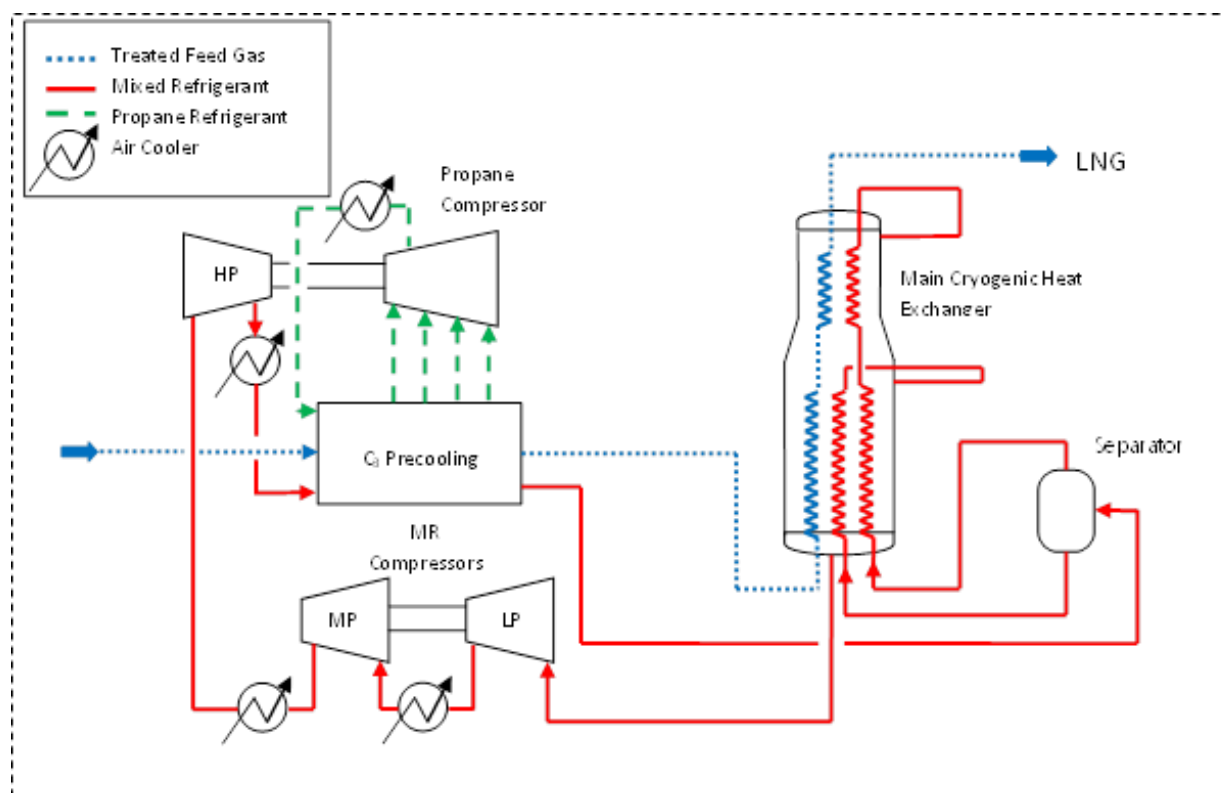 Treated Feed Gas
Mixed Refrigerant
Propane Refrigerant
Air Cooler
LNG
Propane
Compressor
HP
Main Cryogenic Heat
Exchanger
Separator
C₃ Precooling
MR
Compressors
MP
LP